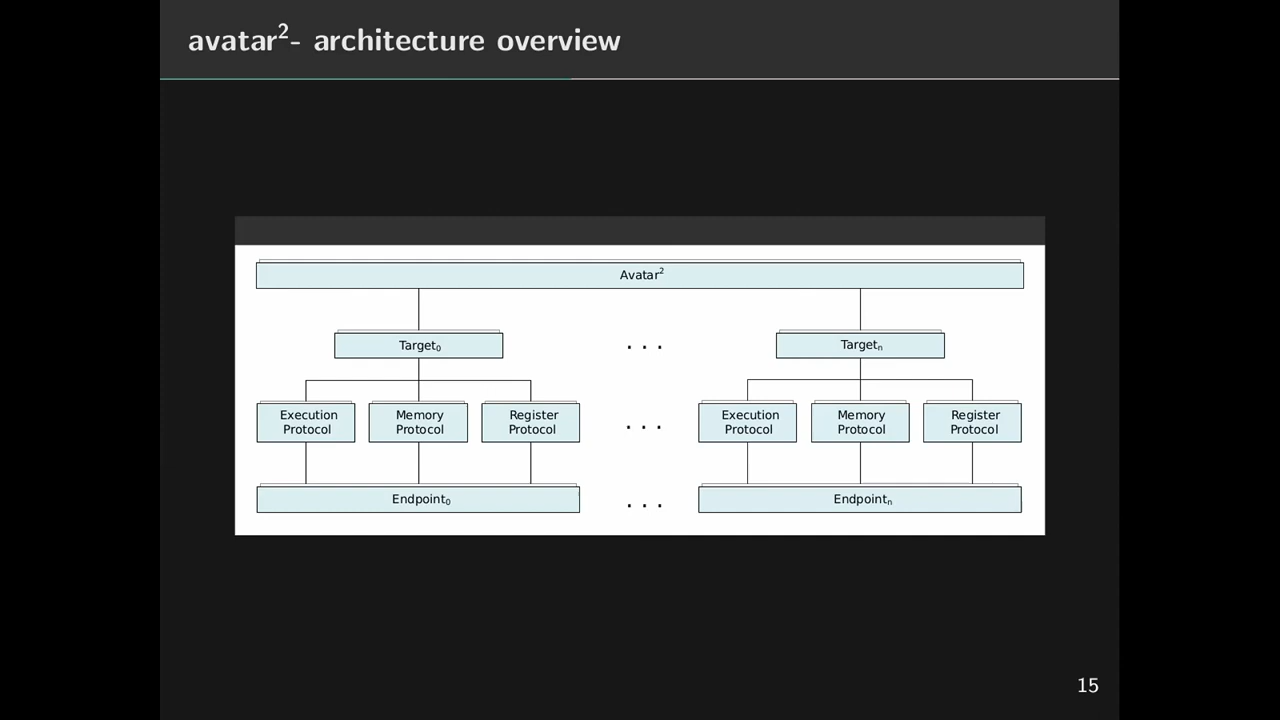 avatar²- architecture overview
Avatar²
Target₀ . . . Targetₙ
Execution Protocol Memory Protocol Register Protocol . . . Execution Protocol Memory Protocol Register Protocol
Endpoint₀ . . . Endpointₙ
15